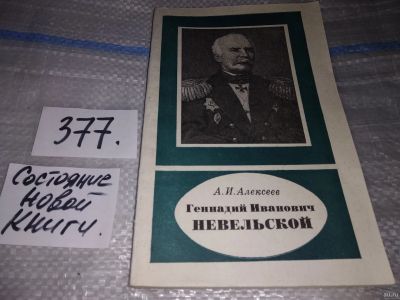 377.
Состояние
новой
книги.
А. И. Алексеев
Геннадий Иванович
НЕВЕЛЬСКОЙ